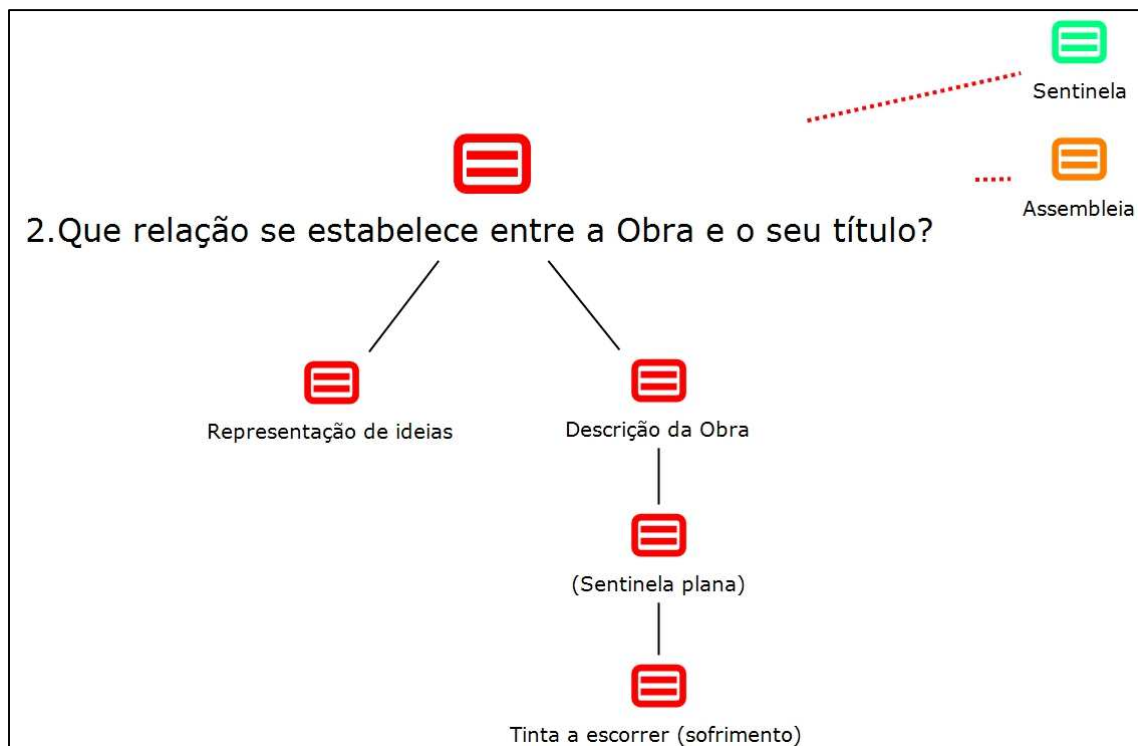 Sentinela
Assembleia
2.Que relação se estabelece entre a Obra e o seu título?
Representação de ideias
Descrição da Obra
(Sentinela plana)
Tinta a escorrer (sofrimento)